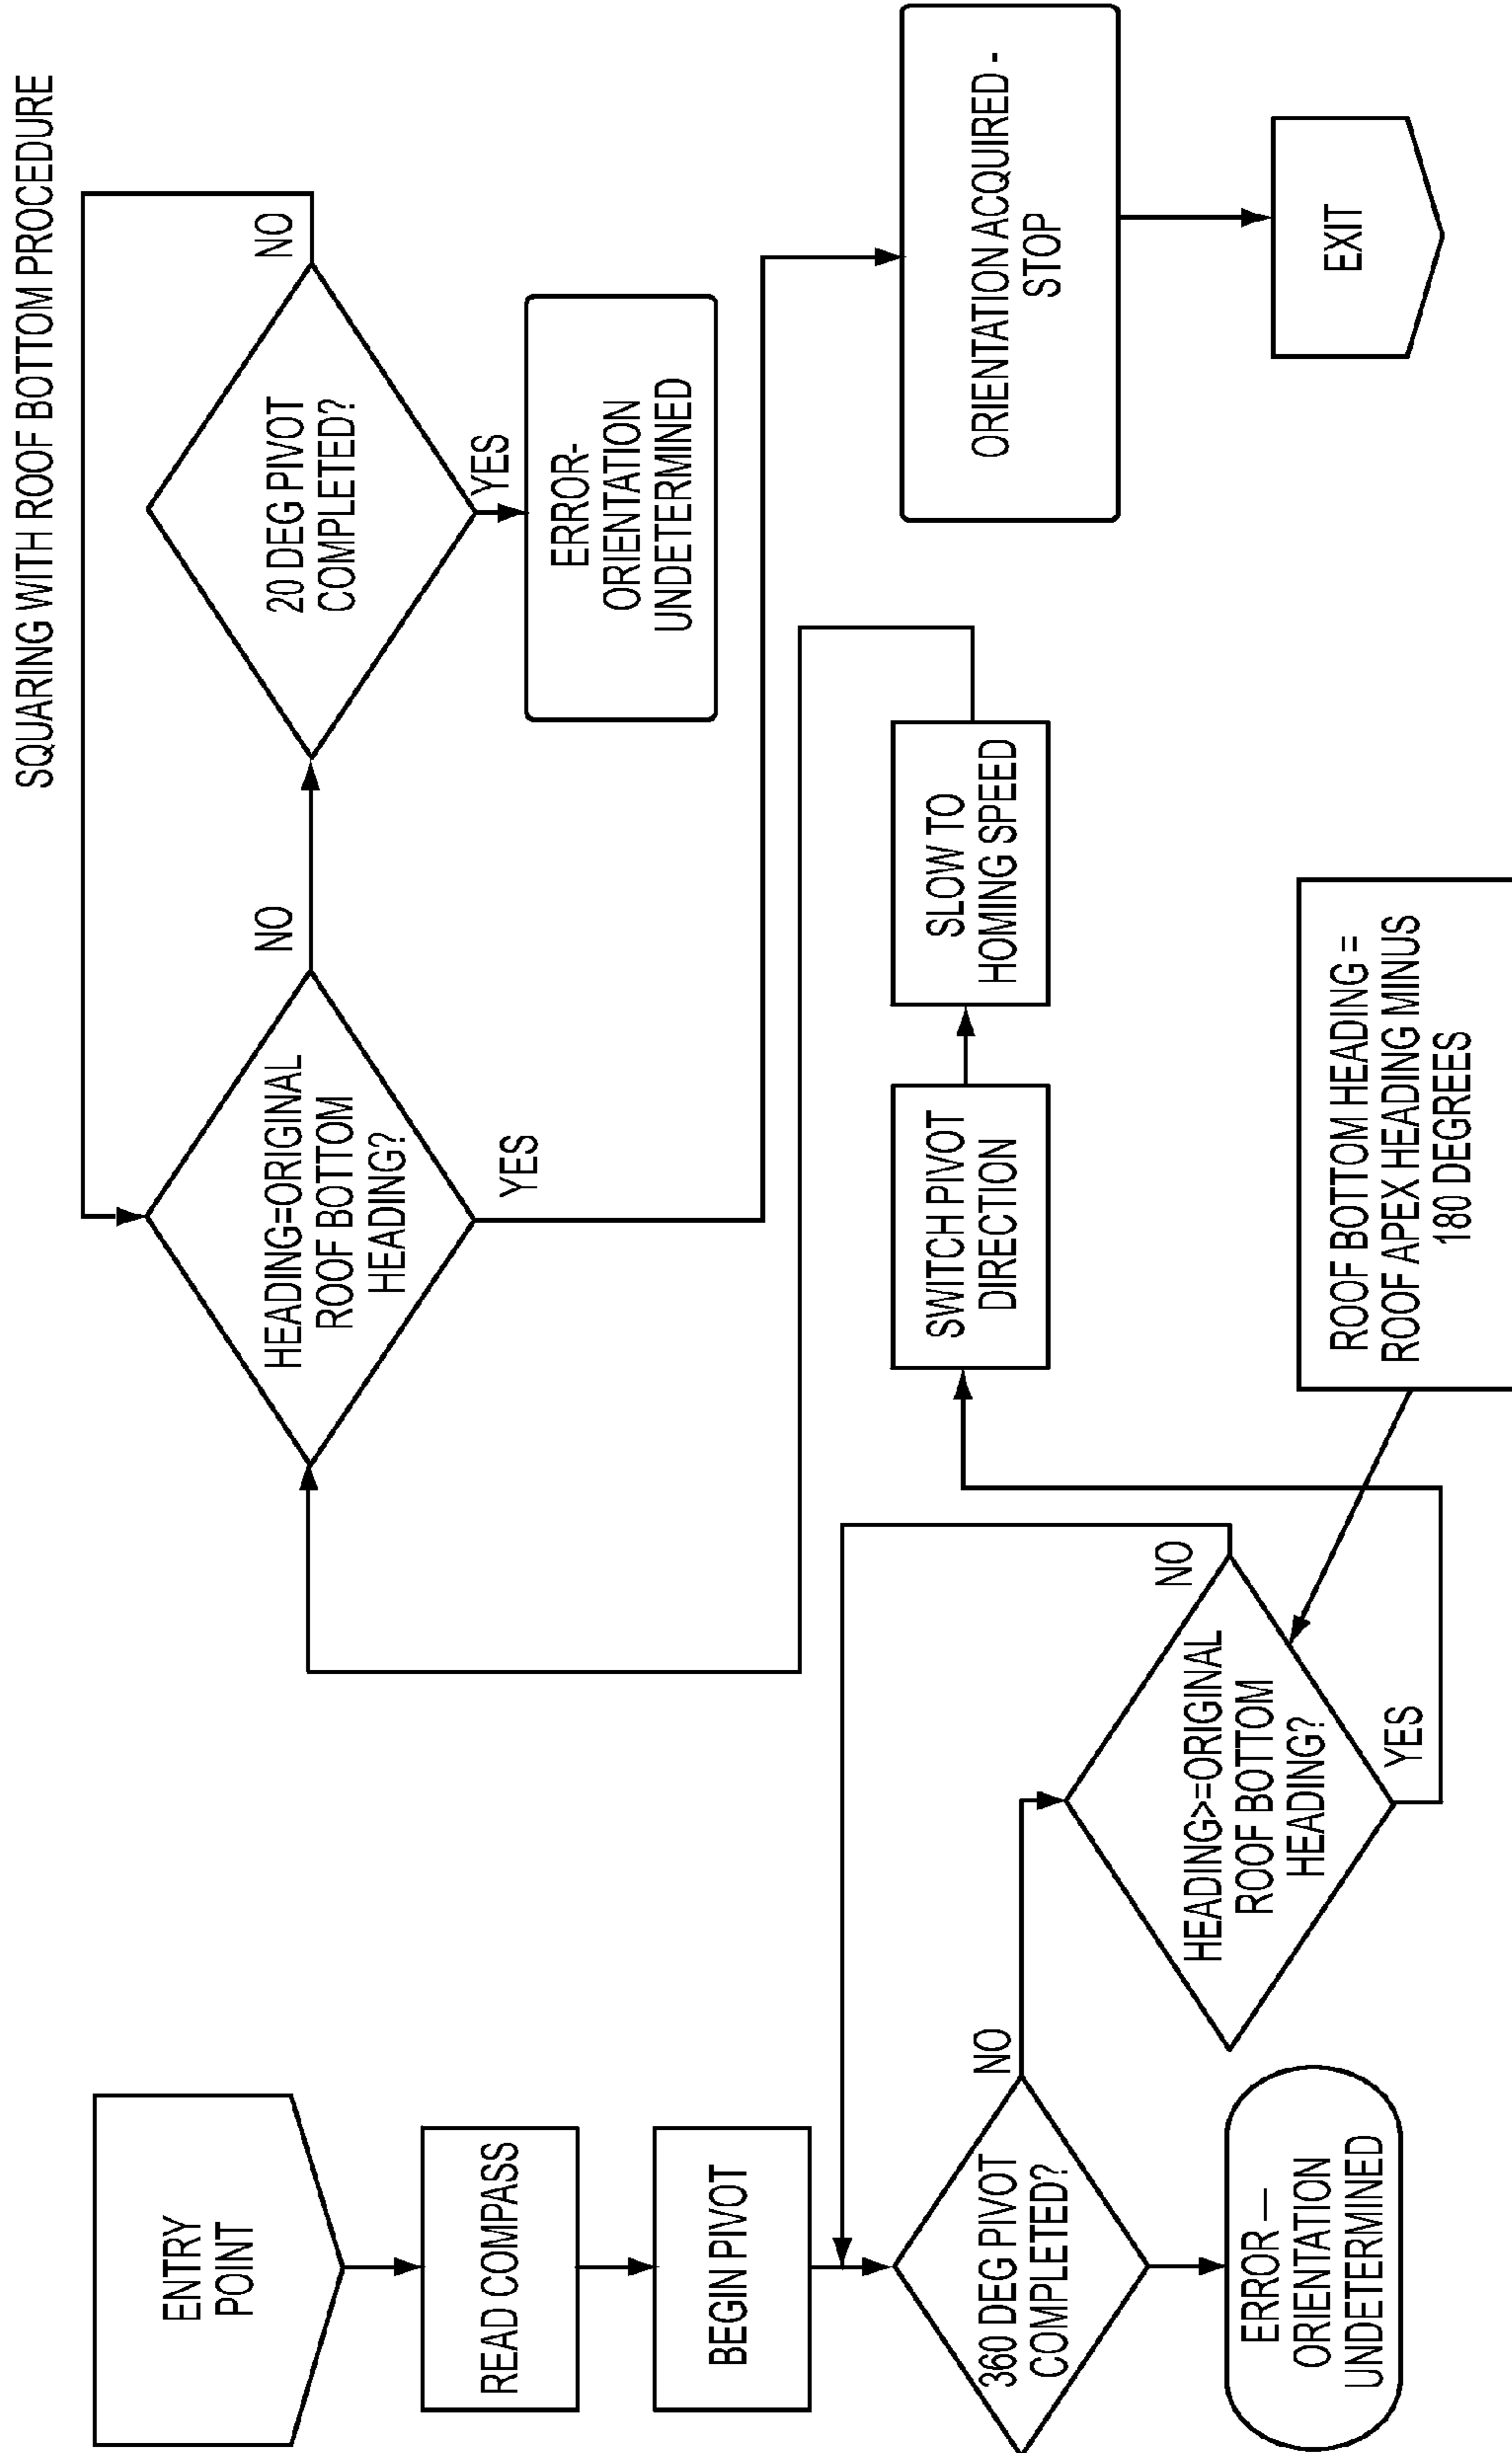 SQUARING WITH ROOF BOTTOM PROCEDURE
ENTRY
POINT
READ COMPASS
BEGIN PIVOT
360 DEG PIVOT
COMPLETED?
NO
ERROR—
ORIENTATION
UNDETERMINED
HEADING>=ORIGINAL
ROOF BOTTOM
HEADING?
NO
YES
ROOF BOTTOM HEADING =
ROOF APEX HEADING MINUS
180 DEGREES
SWITCH PIVOT
DIRECTION
SLOW TO
HOMING SPEED
HEADING=ORIGINAL
ROOF BOTTOM
HEADING?
NO
YES
20 DEG PIVOT
COMPLETED?
NO
YES
ERROR-
ORIENTATION
UNDETERMINED
ORIENTATION ACQUIRED-
STOP
EXIT